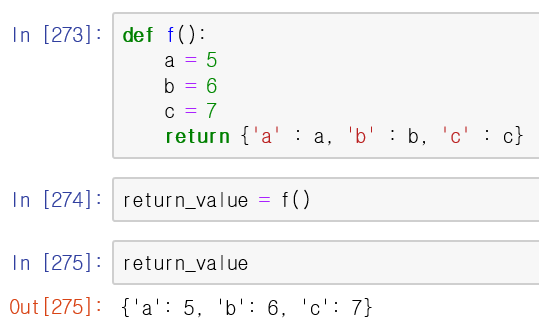 In [273]: def f():
a = 5
b = 6
c = 7
return {'a' : a, 'b' : b, 'c' : c}
In [274]: return_value = f()
In [275]: return_value
Out[275]: {'a': 5, 'b': 6, 'c': 7}